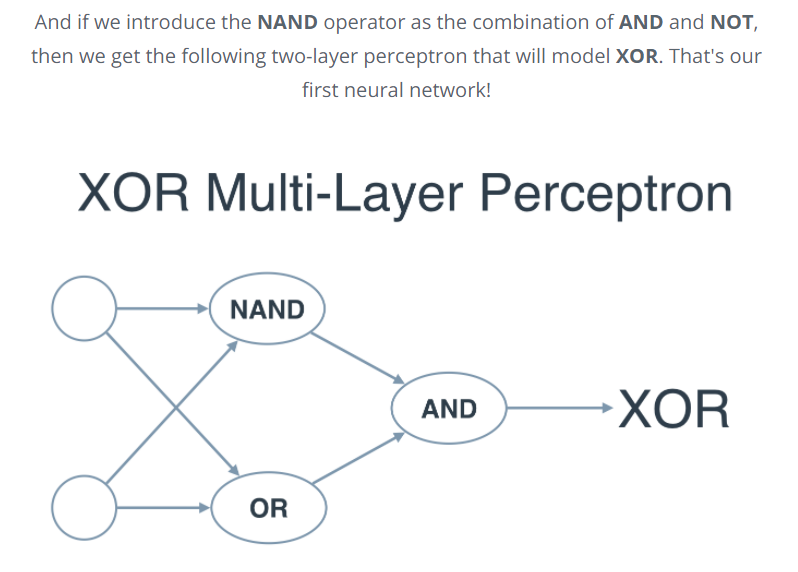 And if we introduce the NAND operator as the combination of AND and NOT,
then we get the following two-layer perceptron that will model XOR. That's our
first neural network!
XOR Multi-Layer Perceptron
NAND
AND
XOR
OR